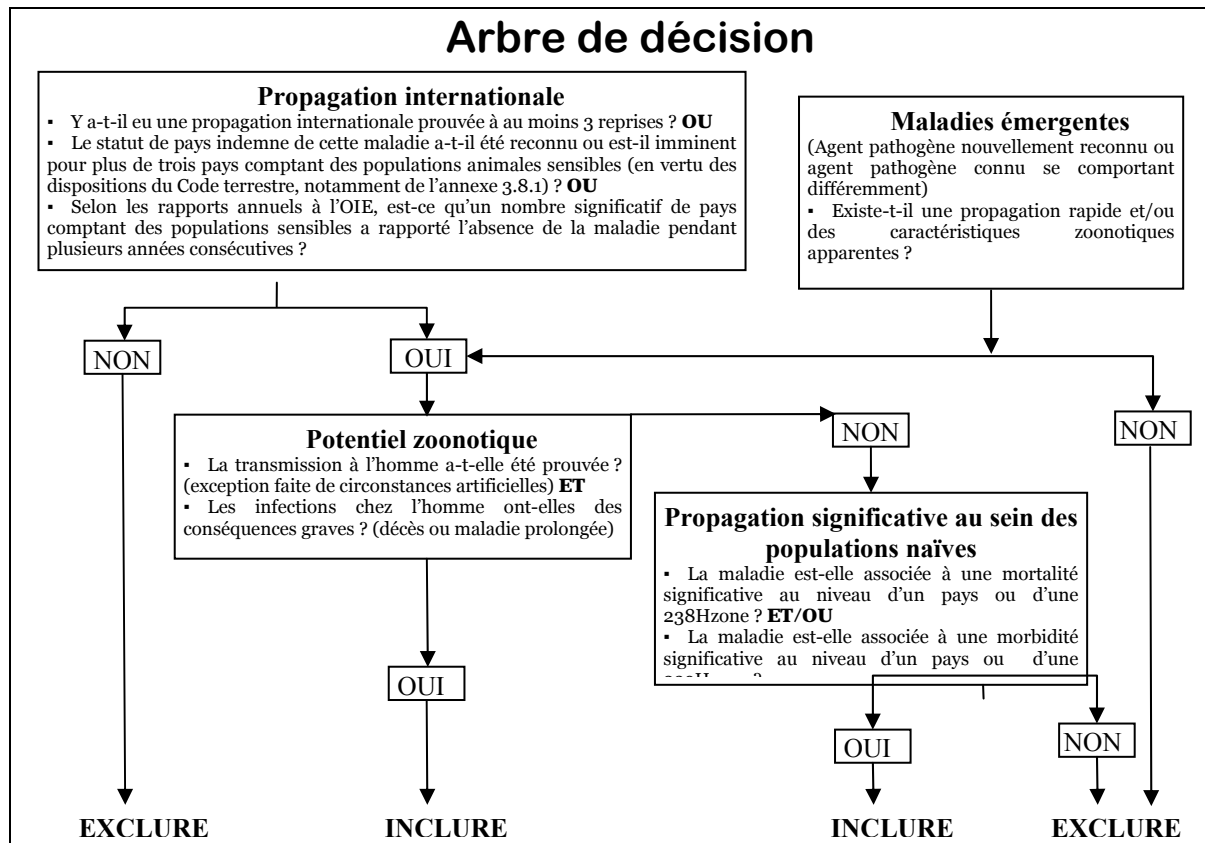 Arbre de décision
Propagation internationale
▪ Y a-t-il eu une propagation internationale prouvée à au moins 3 reprises ? OU
▪ Le statut de pays indemne de cette maladie a-t-il été reconnu ou est-il imminent
pour plus de trois pays comptant des populations animales sensibles (en vertu des
dispositions du Code terrestre, notamment de l’annexe 3.8.1) ? OU
▪ Selon les rapports annuels à l’OIE, est-ce qu’un nombre significatif de pays
comptant des populations sensibles a rapporté l’absence de la maladie pendant
plusieurs années consécutives ?
Maladies émergentes
(Agent pathogène nouvellement reconnu ou
agent pathogène connu se comportant
différemment)
▪ Existe-t-il une propagation rapide et/ou
des caractéristiques zoonotiques
apparentes ?
NON
OUI
Potentiel zoonotique
▪ La transmission à l’homme a-t-elle été prouvée ?
(exception faite de circonstances artificielles) ET
▪ Les infections chez l’homme ont-elles des
conséquences graves ? (décès ou maladie prolongée)
NON
NON
Propagation significative au sein des
populations naïves
▪ La maladie est-elle associée à une mortalité
significative au niveau d’un pays ou d’une
238Hzone ? ET/OU
▪ La maladie est-elle associée à une morbidité
significative au niveau d’un pays ou d’une
OUI
OUI
NON
EXCLURE
INCLURE
INCLURE
EXCLURE